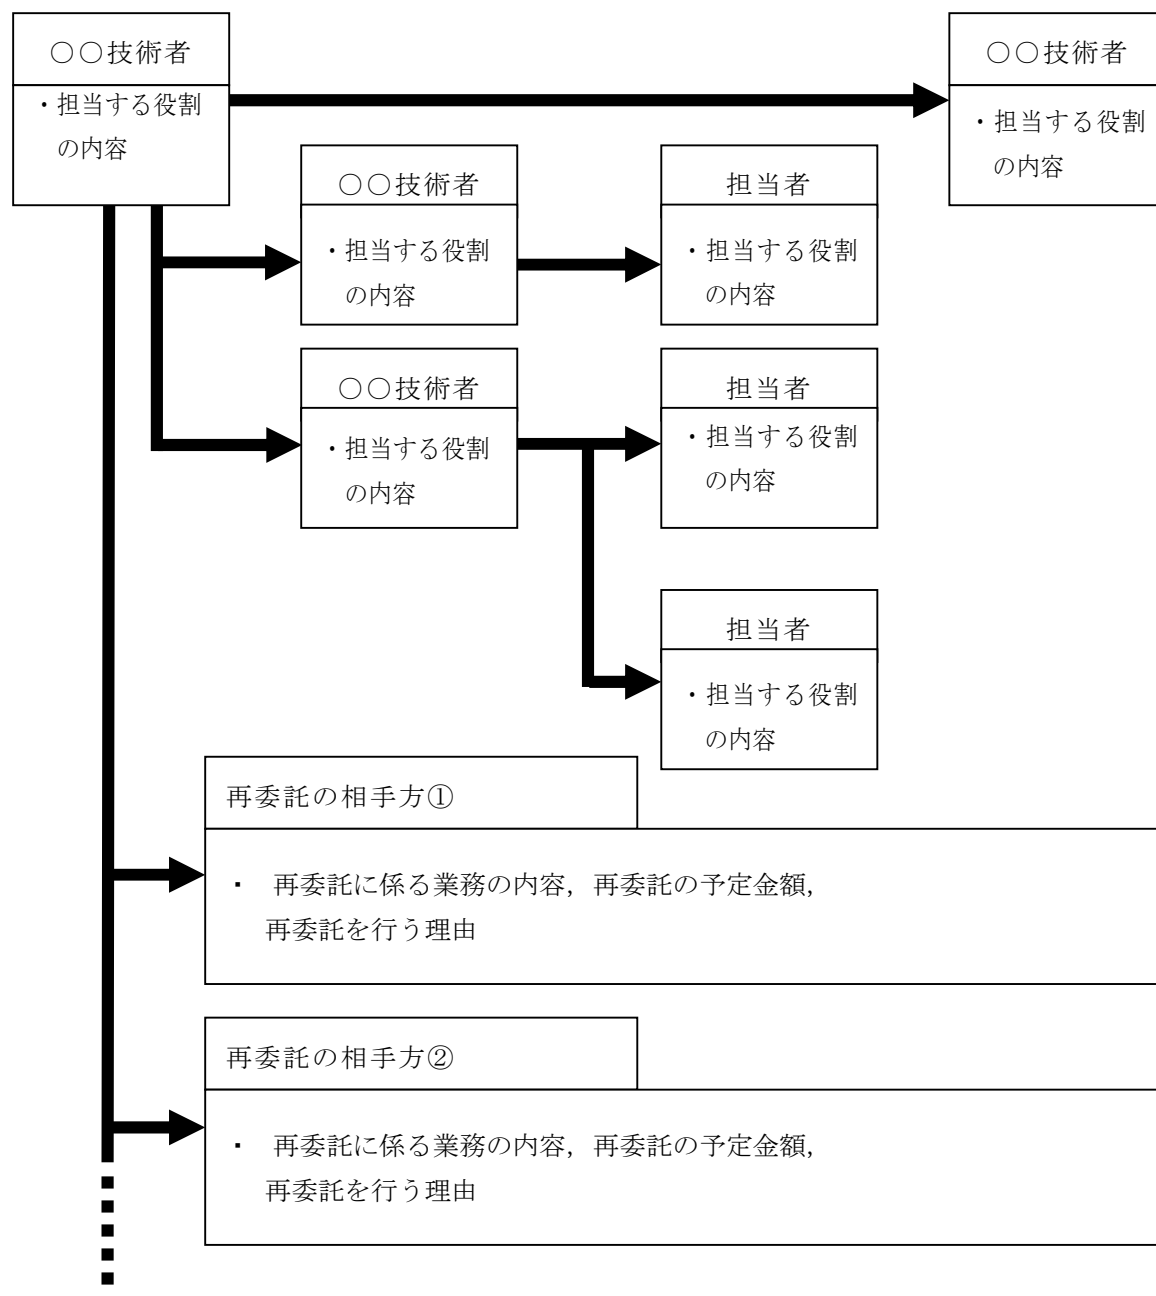 〇〇技術者
・担当する役割
の内容
〇〇技術者
・担当する役割
の内容
〇〇技術者
・担当する役割
の内容
担当者
・担当する役割
の内容
〇〇技術者
・担当する役割
の内容
担当者
・担当する役割
の内容
担当者
・担当する役割
の内容
再委託の相手方①
・ 再委託に係る業務の内容，再委託の予定金額，
再委託を行う理由
再委託の相手方②
・ 再委託に係る業務の内容，再委託の予定金額，
再委託を行う理由